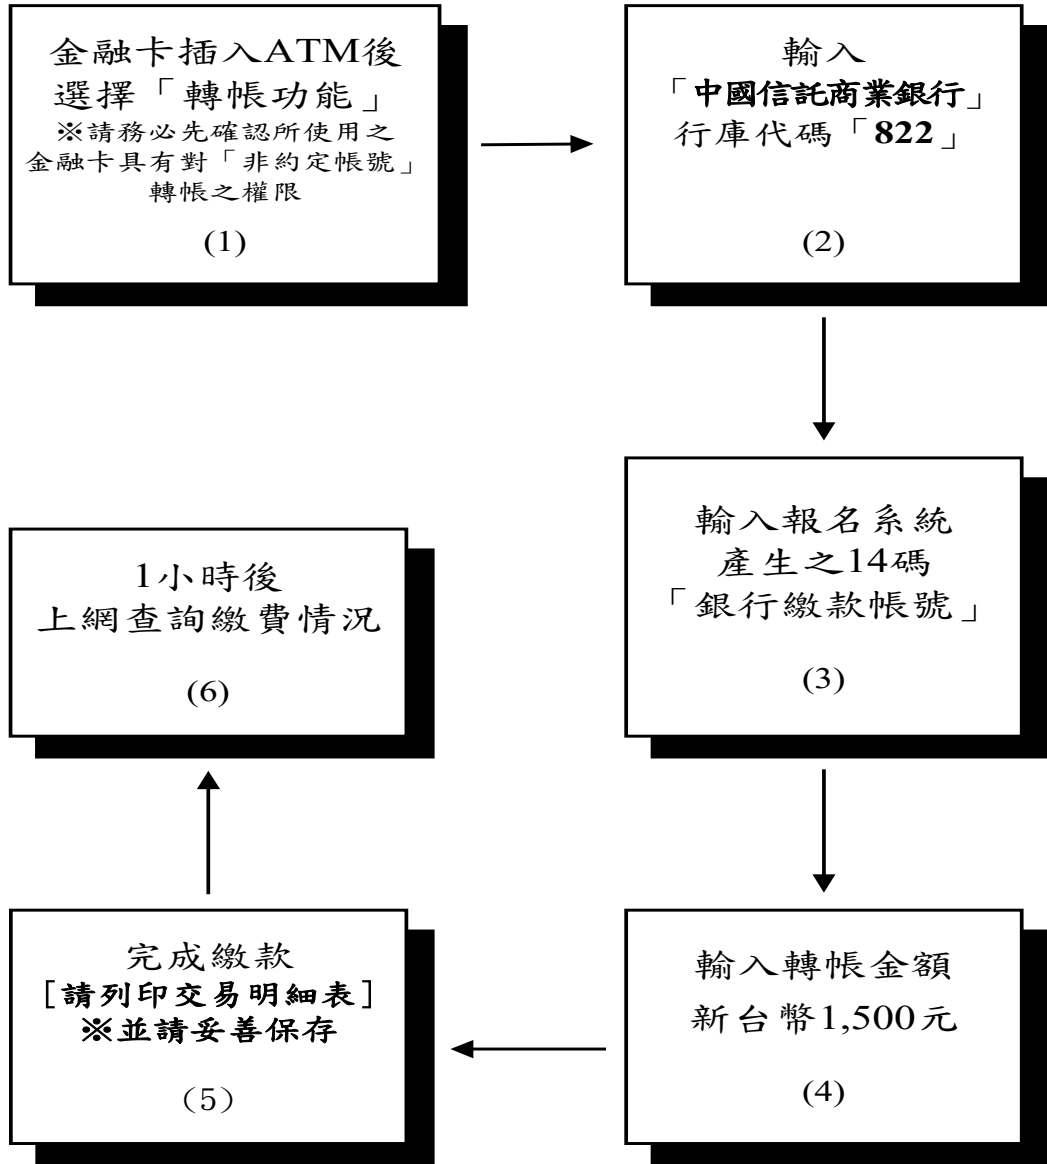 金融卡插入ATM後
選擇「轉帳功能」
※請務必先確認所使用之
金融卡具有對「非約定帳號」
轉帳之權限
(1)
輸入
「中國信託商業銀行」
行庫代碼「822」
(2)
輸入報名系統
產生之14碼
「銀行繳款帳號」
(3)
輸入轉帳金額
新台幣1,500元
(4)
完成繳款
[請列印交易明細表]
※並請妥善保存
(5)
1小時後
上網查詢繳費情況
(6)